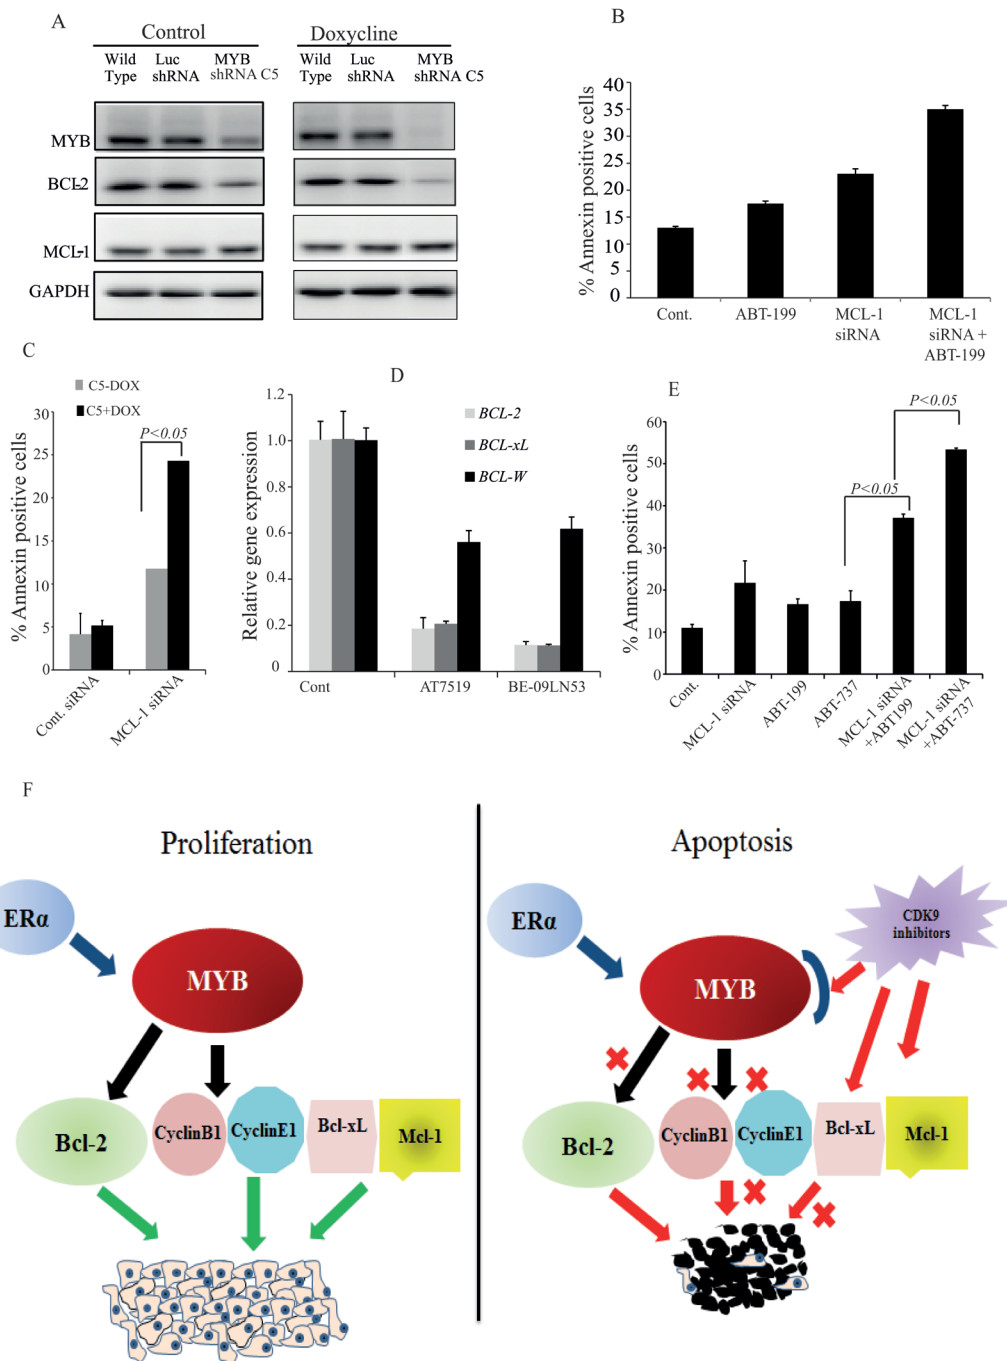 A
Control
Doxycline
Wild Type
Luc shRNA
MYB shRNA C5
Wild Type
Luc shRNA
MYB shRNA C5
MYB
BCL-2
MCL-1
GAPDH
B
% Annexin positive cells
40
35
30
25
20
15
10
5
0
Cont.
ABT-199
MCL-1 siRNA
MCL-1 siRNA + ABT-199
C
C5-DOX
C5+DOX
% Annexin positive cells
30
25
20
15
10
5
0
P<0.05
Cont. siRNA
MCL-1 siRNA
D
Relative gene expression
1.2
1.0
0.6
0.4
0.2
0
BCL-2
BCL-xL
BCL-W
Cont
AT7519
BE-09LN53
E
% Annexin positive cells
60
50
40
30
20
10
0
P<0.05
P<0.05
Cont.
MCL-1 siRNA
ABT-199
ABT-737
MCL-1 siRNA +ABT199
MCL-1 siRNA +ABT-737
F
Proliferation
ERα
MYB
Bcl-2
CyclinB1
CyclinE1
Bcl-xL
Mcl-1
Apoptosis
ERα
MYB
CDK9 inhibitors
Bcl-2
CyclinB1
CyclinE1
Bcl-xL
Mcl-1